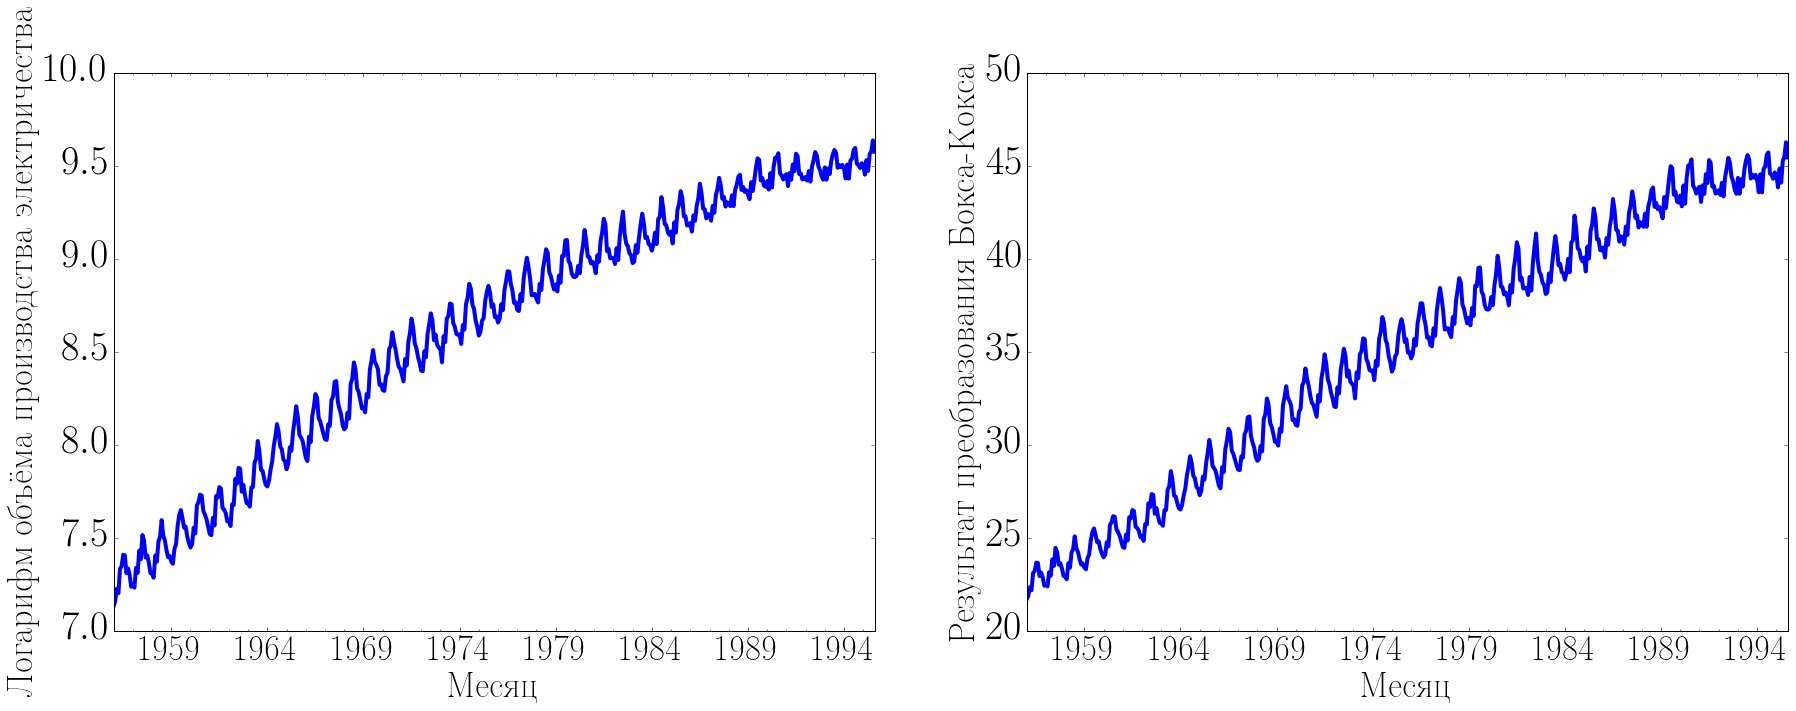 Логарифм объёма производства электричества
10.0
9.5
9.0
8.5
8.0
7.5
7.0
1959 1964 1969 1974 1979 1984 1989 1994
Месяц
Результат преобразования Бокса-Кокса
50
45
40
35
30
25
20
1959 1964 1969 1974 1979 1984 1989 1994
Месяц